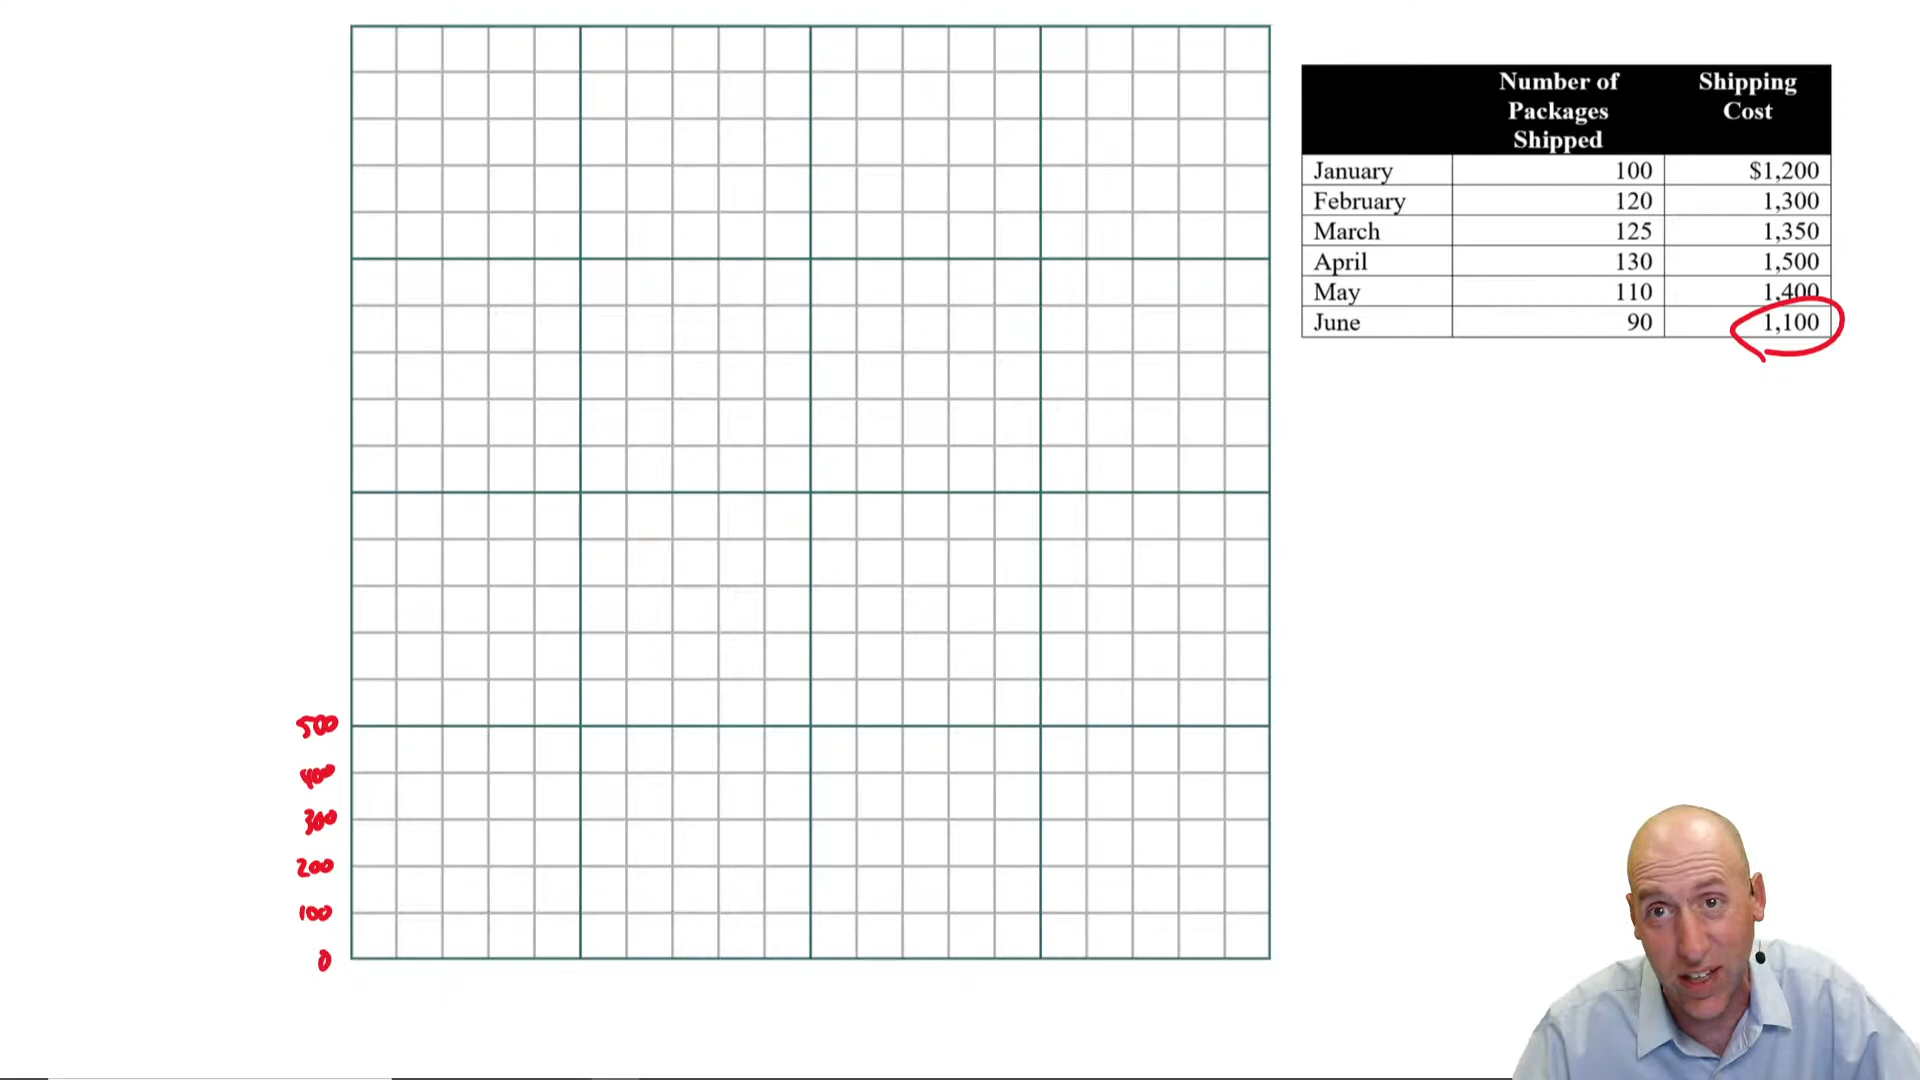 Number of Packages Shipped Shipping Cost
January 100 $1,200
February 120 1,300
March 125 1,350
April 130 1,500
May 110 1,400
June 90 1,100
500
400
300
200
100
0